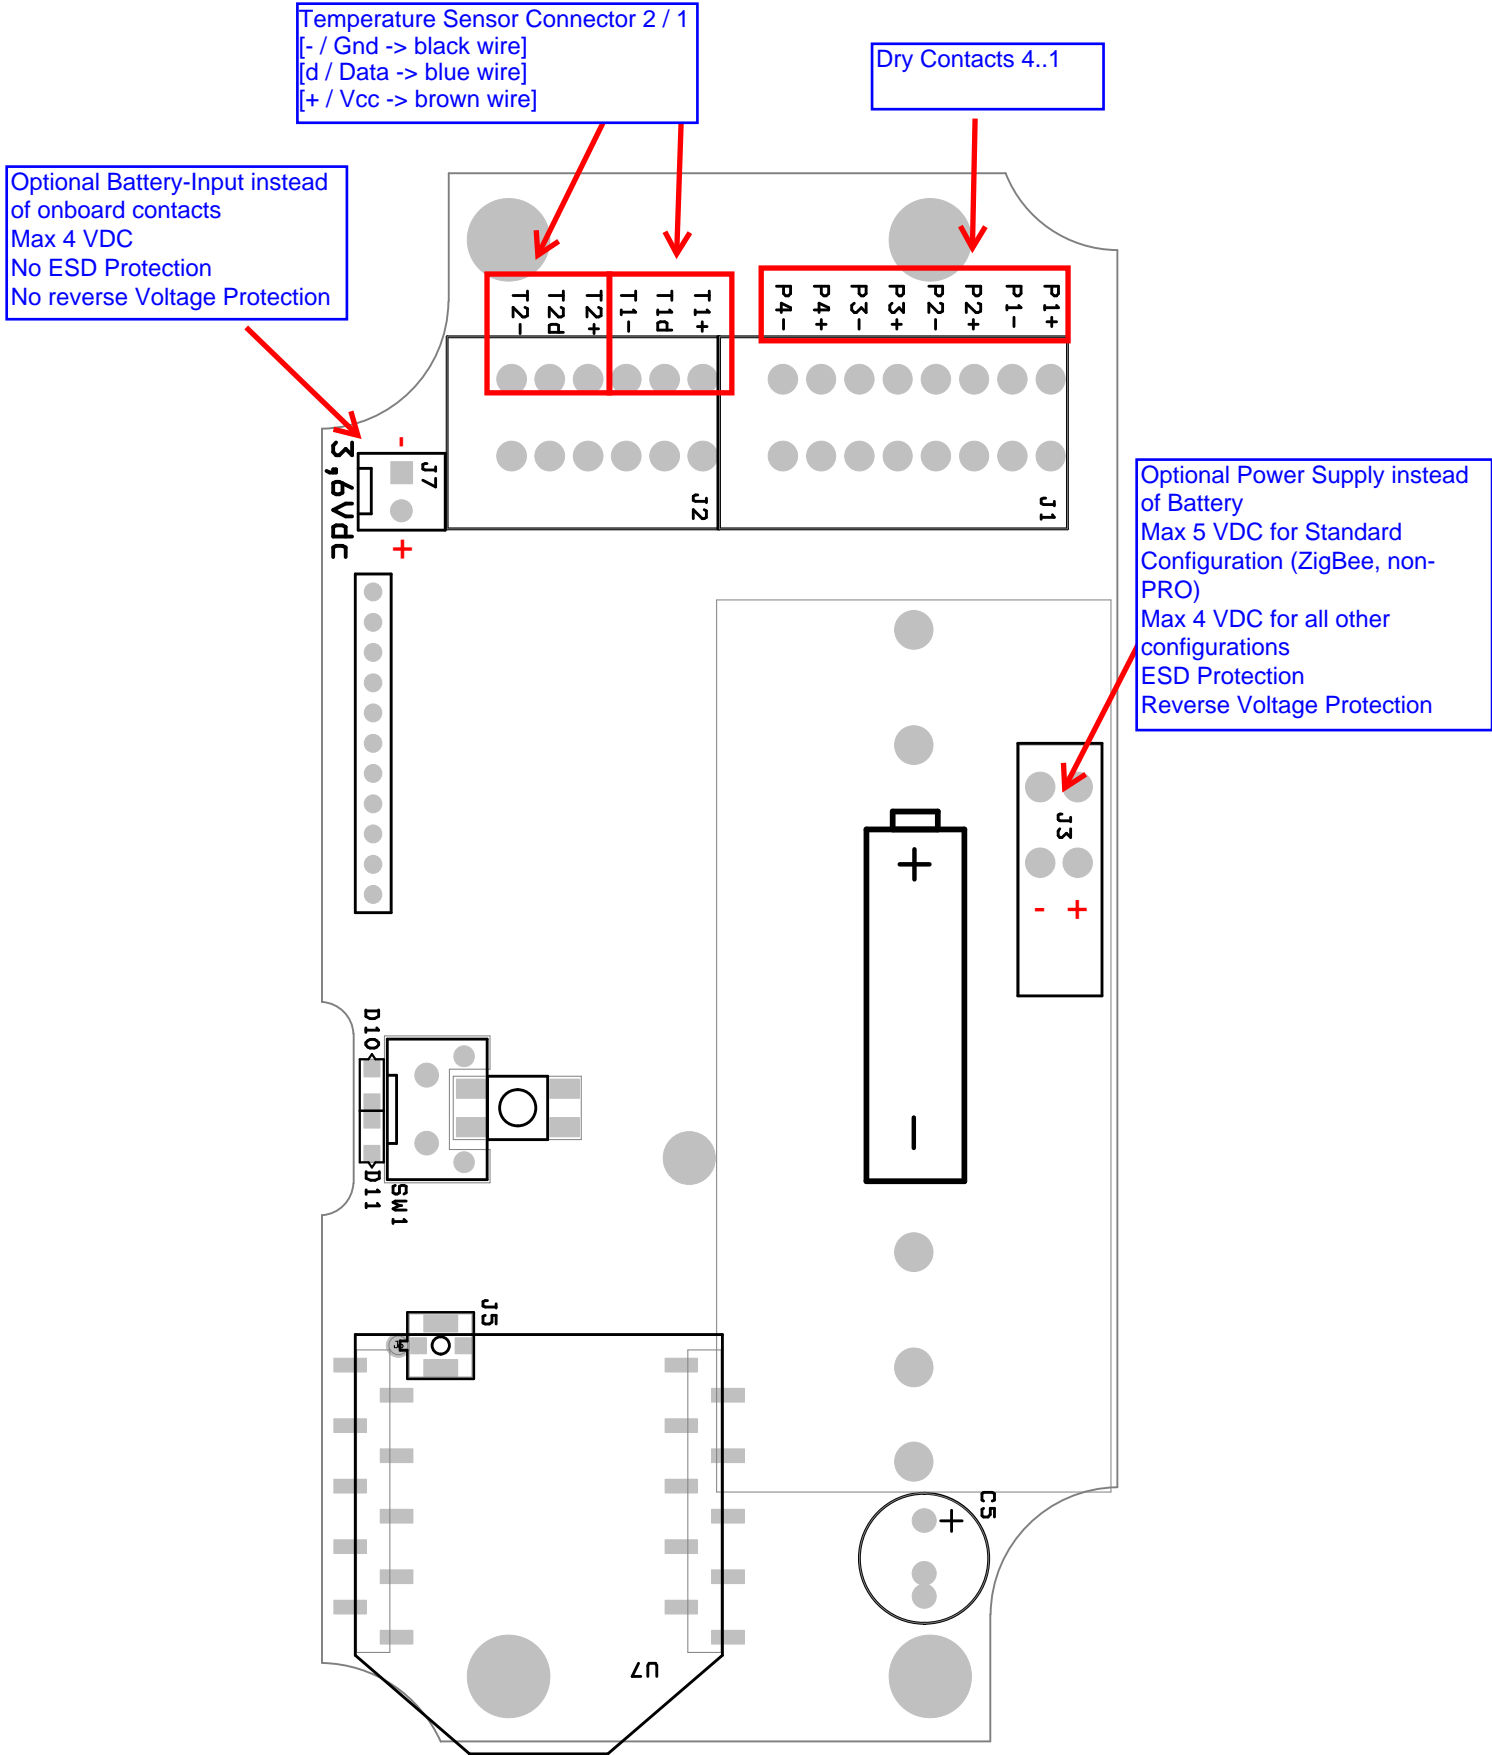 Temperature Sensor Connector 2 / 1
[- / Gnd -> black wire]
[d / Data -> blue wire]
[+ / Vcc -> brown wire]
Dry Contacts 4..1
Optional Battery-Input instead
of onboard contacts
Max 4 VDC
No ESD Protection
No reverse Voltage Protection
T2-
T2d
T2+
T1-
T1d
T1+
P4-
P4+
P3-
P3+
P2-
P2+
P1-
P1+
-
3,6Vdc
J7
+
J2
J1
Optional Power Supply instead
of Battery
Max 5 VDC for Standard
Configuration (ZigBee, non-
PRO)
Max 4 VDC for all other
configurations
ESD Protection
Reverse Voltage Protection
J3
- +
+
-
D10
D11
SW1
J5
C5
+
U7